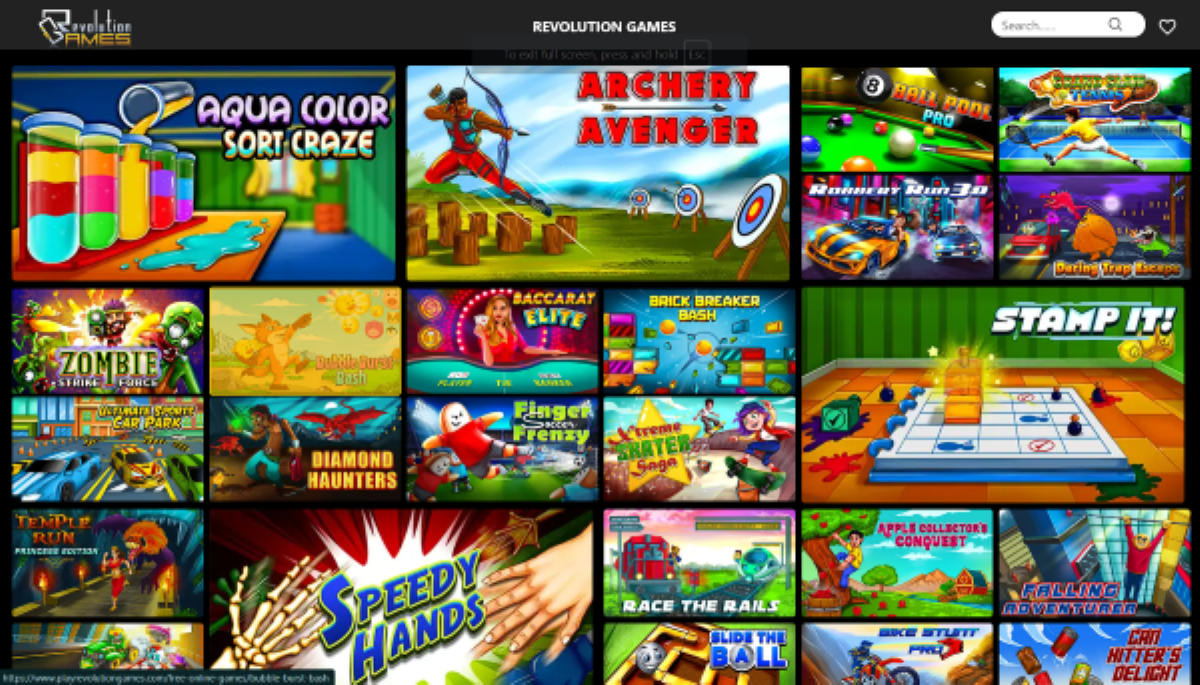 Revolution
GAMES
REVOLUTION GAMES
Search.....
To exit full screen, press and hold Esc
AQUA COLOR
SORT CRAZE
ARCHERY
AVENGER
8
BALL POOL
PRO
GRAND SLAM
TENNIS
ROBBERY RUN 3D
Daring Trap Escape
ZOMBIE
STRIKE FORCE
Bubble Burst
Bash
BACCARAT
ELITE
PLAYER
TIE
BANKER
BRICK BREAKER
BASH
STAMP IT!
ULTIMATE SPORTS
CAR PARK
DIAMOND
HAUNTERS
Finger
Soccer
Frenzy
Xtreme
SKATER
Saga
TEMPLE
RUN
PRINCESS EDITION
SPEEDY
HANDS
RACE THE RAILS
APPLE COLLECTOR'S
CONQUEST
FALLING
ADVENTURER
SLIDE THE
BALL
BIKE STUNT
PRO
CAN
HITTER'S
DELIGHT
https://www.playrevolutiongames.com/free-online-games/bubble-burst-bash